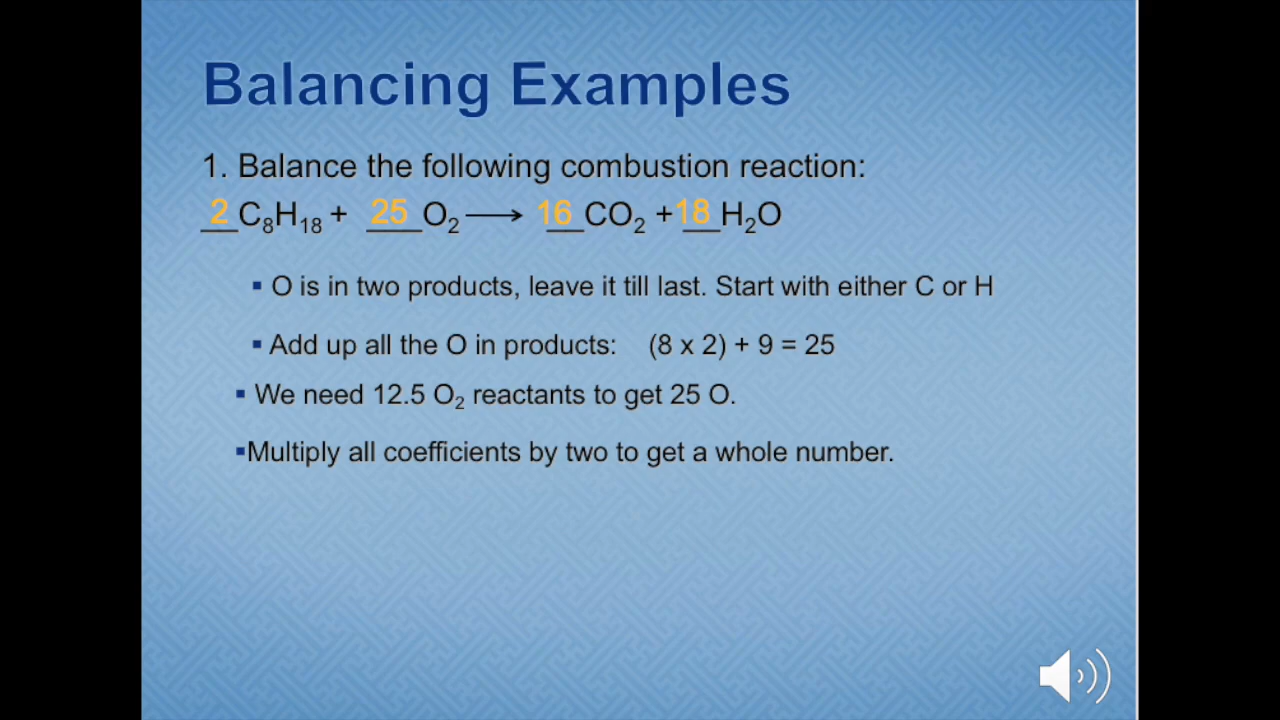 Balancing Examples
1. Balance the following combustion reaction:
2 C₈H₁₈ + 25 O₂ ⟶ 16 CO₂ + 18 H₂O
▪ O is in two products, leave it till last. Start with either C or H
▪ Add up all the O in products: (8 x 2) + 9 = 25
▪ We need 12.5 O₂ reactants to get 25 O.
▪Multiply all coefficients by two to get a whole number.